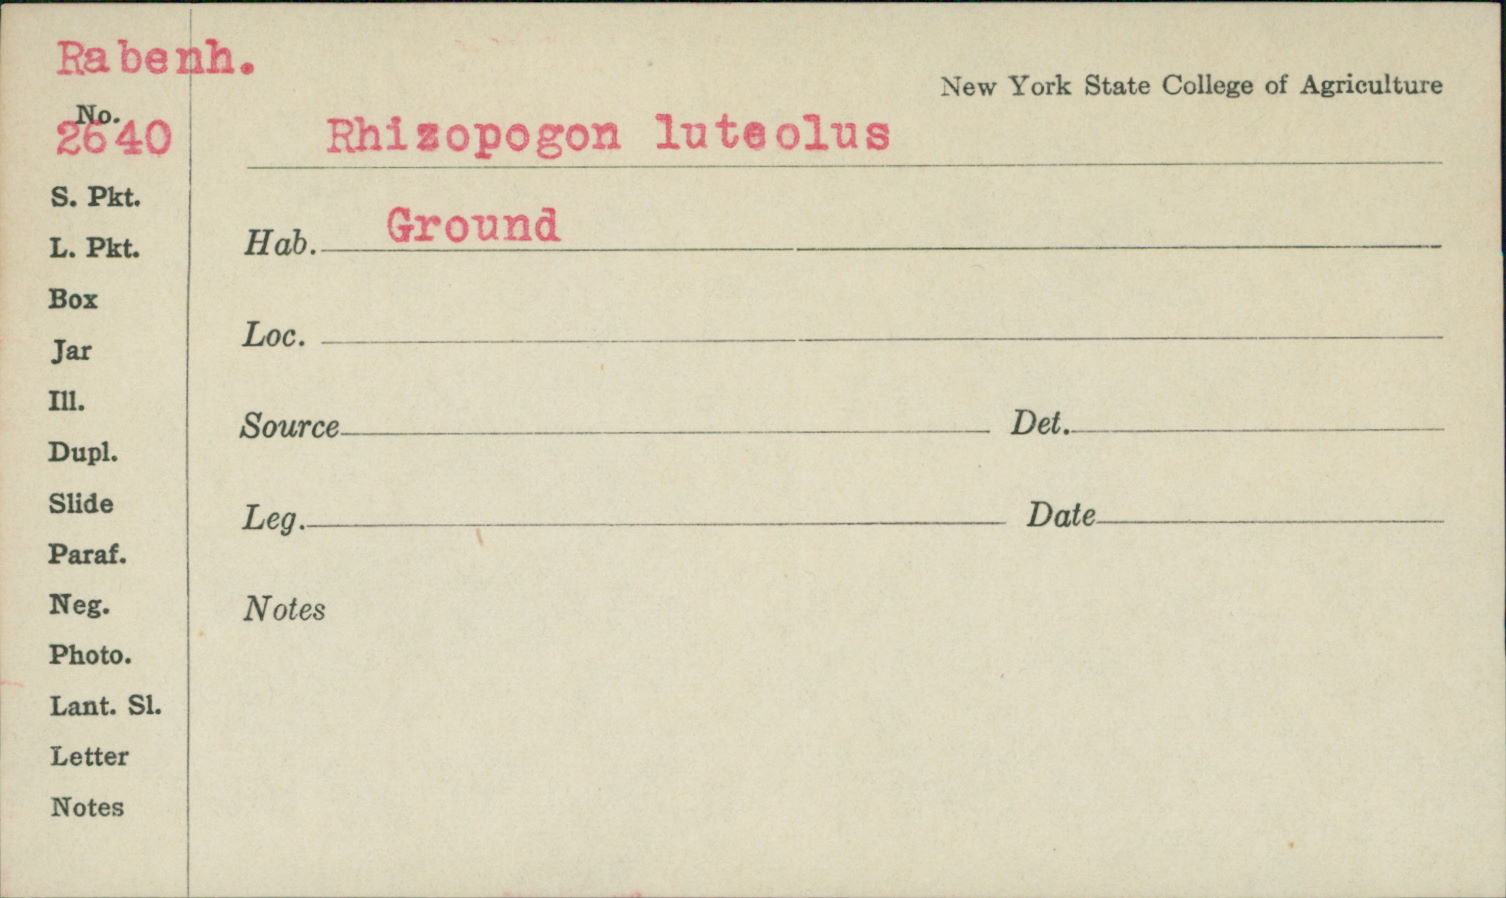 Rabenh.
New York State College of Agriculture
No.
2640
Rhizopogon luteolus
S. Pkt.
Hab. Ground
L. Pkt.
Box
Loc.
Jar
Ill.
Source Det.
Dupl.
Slide
Leg. Date
Paraf.
Neg.
Notes
Photo.
Lant. Sl.
Letter
Notes